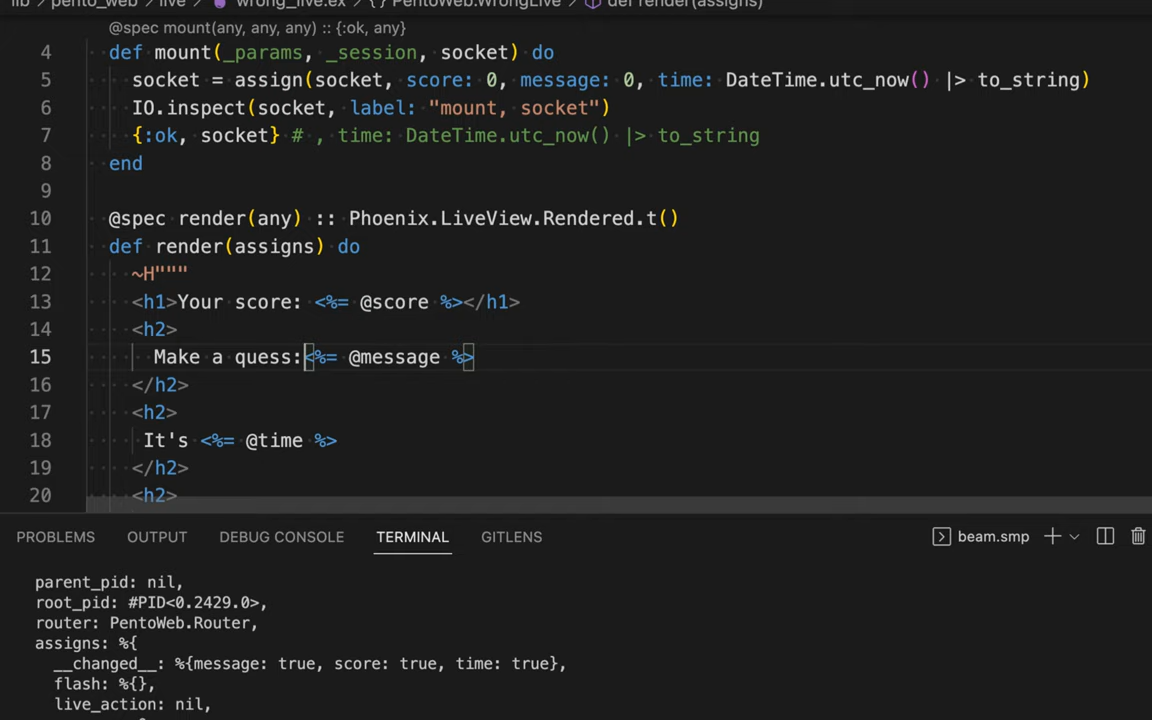 lib > pento_web > live > wrong_live.ex > {} PentoWeb.WrongLive > def render(assigns)
@spec mount(any, any, any) :: {:ok, any}
4 def mount(_params, _session, socket) do
5 socket = assign(socket, score: 0, message: 0, time: DateTime.utc_now() |> to_string)
6 IO.inspect(socket, label: "mount, socket")
7 {:ok, socket} # , time: DateTime.utc_now() |> to_string
8 end
9
10 @spec render(any) :: Phoenix.LiveView.Rendered.t()
11 def render(assigns) do
12 ~H"""
13 <h1>Your score: <%= @score %></h1>
14 <h2>
15 Make a quess:<%= @message %>
16 </h2>
17 <h2>
18 It's <%= @time %>
19 </h2>
20 <h2>
PROBLEMS OUTPUT DEBUG CONSOLE TERMINAL GITLENS beam.smp
parent_pid: nil,
root_pid: #PID<0.2429.0>,
router: PentoWeb.Router,
assigns: %{
__changed__: %{message: true, score: true, time: true},
flash: %{},
live_action: nil,